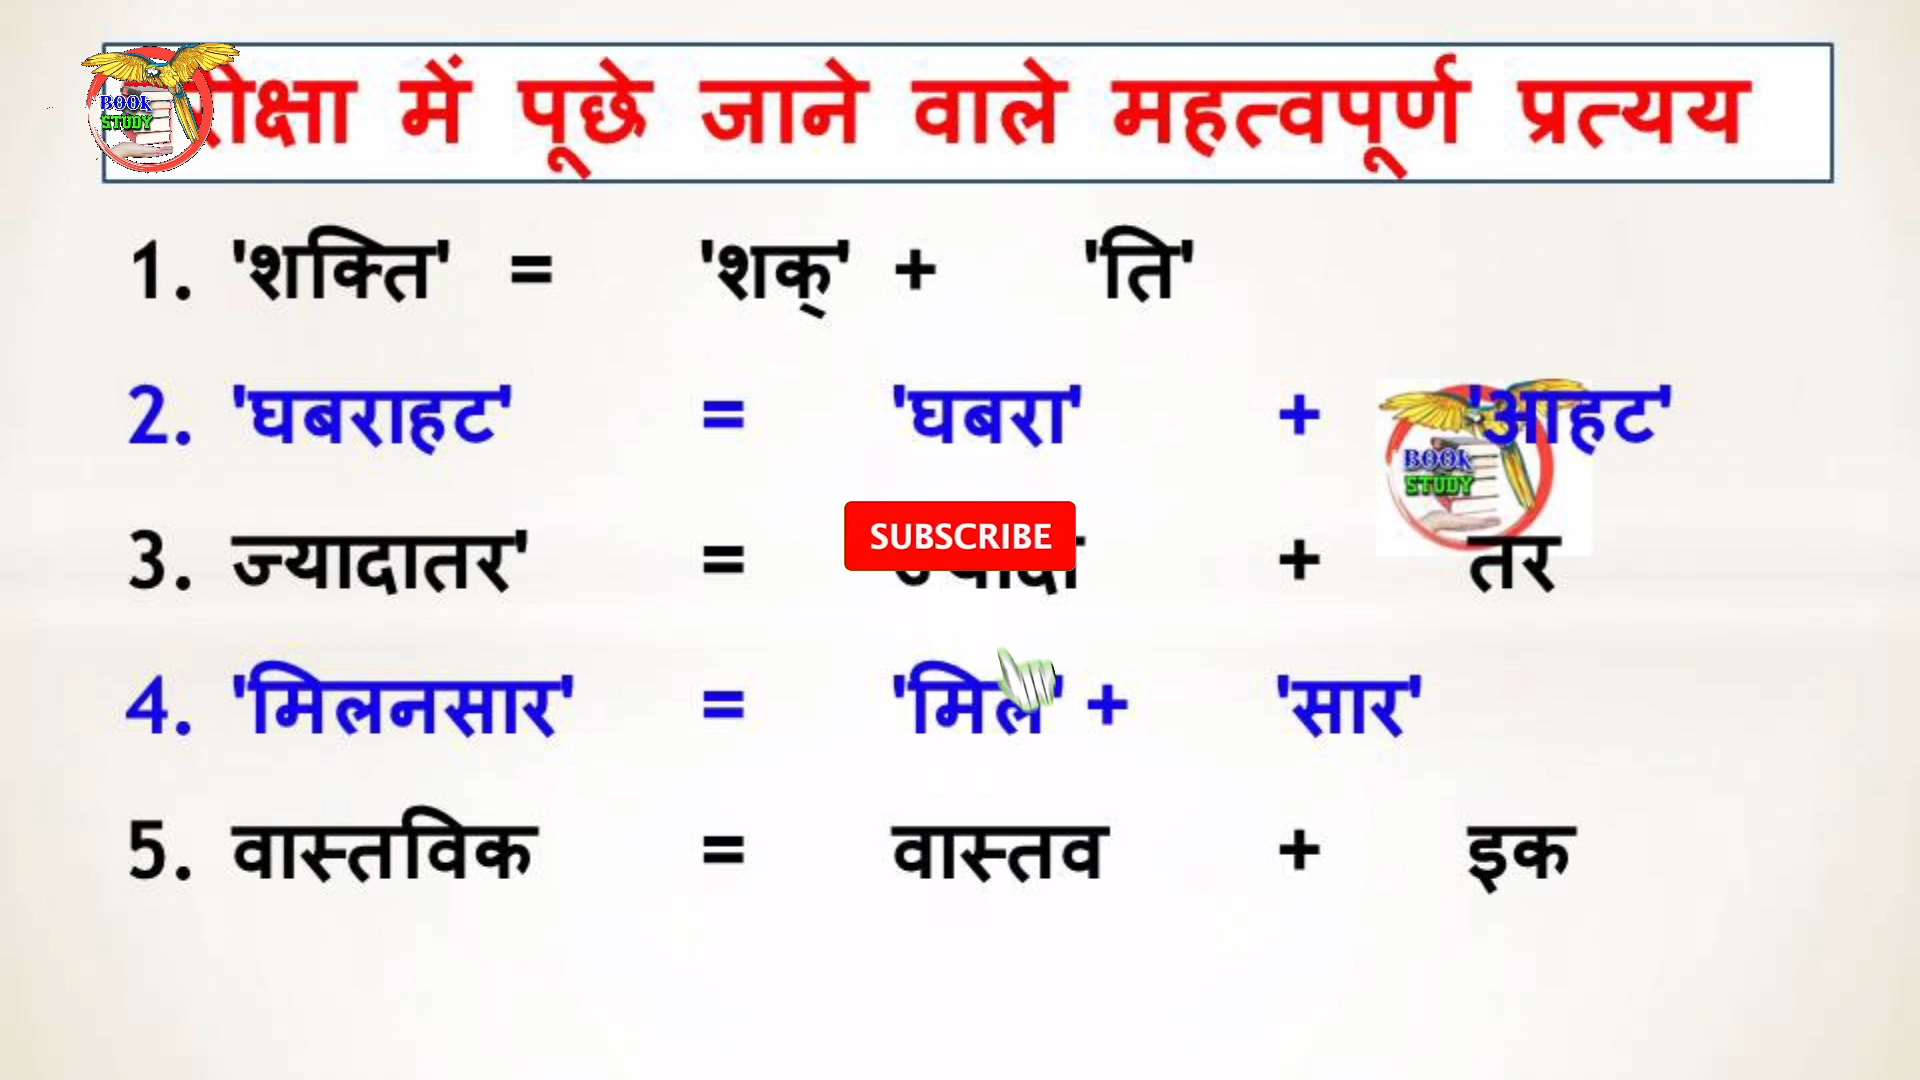 BOOK
STUDY
में पूछे जाने वाले महत्वपूर्ण प्रत्यय
1. 'शक्ति' = 'शक्' + 'ति'
2. 'घबराहट' = 'घबरा' + 'आहट'
BOOK
STUDY
SUBSCRIBE
3. ज्यादातर' = + तर
4. 'मिलनसार' = 'मिल' + 'सार'
5. वास्तविक = वास्तव + इक